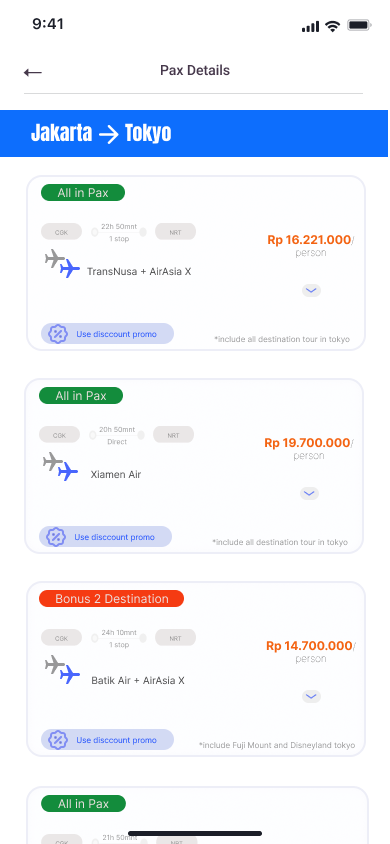 9:41
Pax Details
Jakarta → Tokyo
All in Pax
CGK
22h 50mnt
1 stop
NRT
Rp 16.221.000/
person
TransNusa + AirAsia X
Use disccount promo
*include all destination tour in tokyo
All in Pax
CGK
20h 50mnt
Direct
NRT
Rp 19.700.000/
person
Xiamen Air
Use disccount promo
*include all destination tour in tokyo
Bonus 2 Destination
CGK
24h 10mnt
1 stop
NRT
Rp 14.700.000/
person
Batik Air + AirAsia X
Use disccount promo
*include Fuji Mount and Disneyland tokyo
All in Pax
CGK
21h 50mnt
NRT